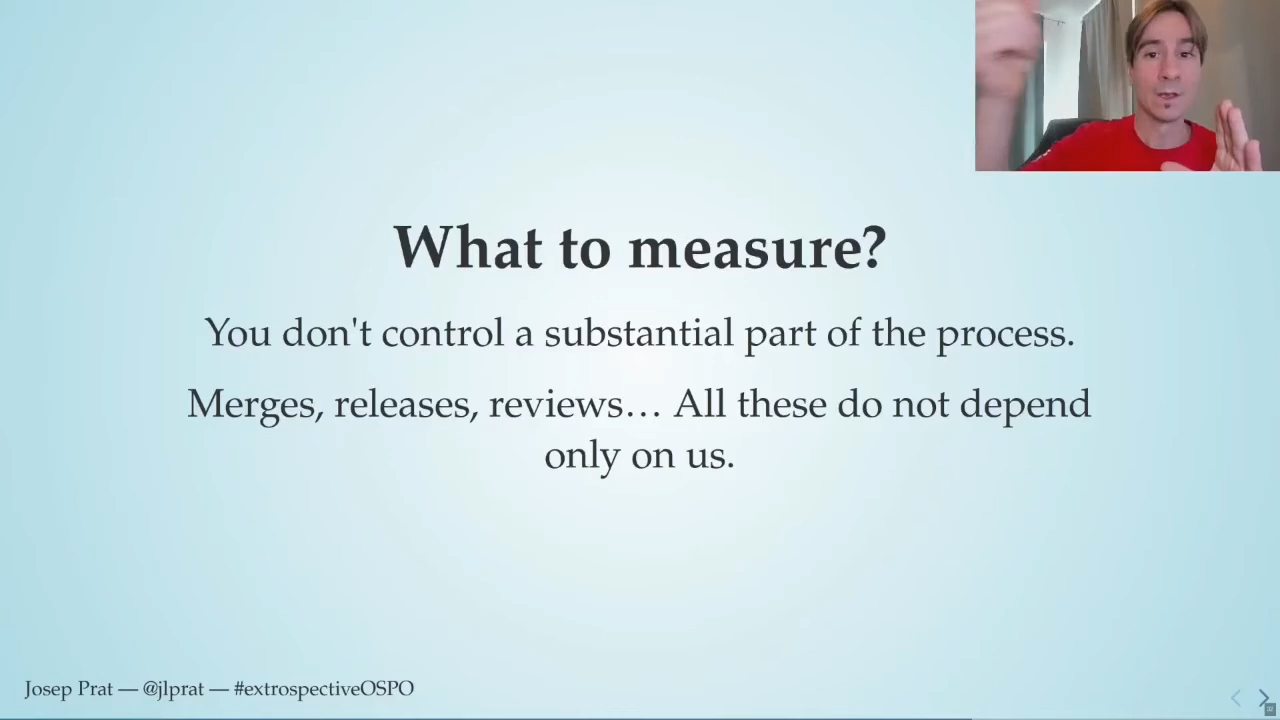 What to measure?
You don't control a substantial part of the process.
Merges, releases, reviews… All these do not depend
only on us.
Josep Prat — @jlprat — #extrospectiveOSPO